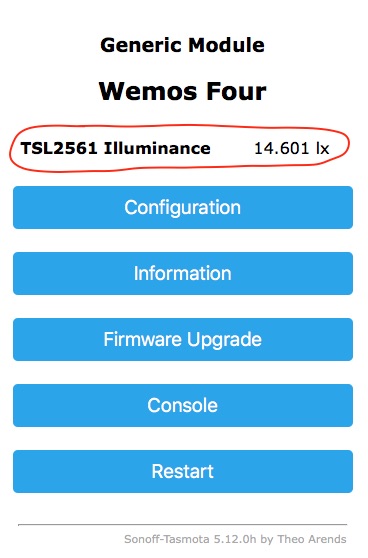 Generic Module
Wemos Four
TSL2561 Illuminance 14.601 lx
Configuration
Information
Firmware Upgrade
Console
Restart
Sonoff-Tasmota 5.12.0h by Theo Arends